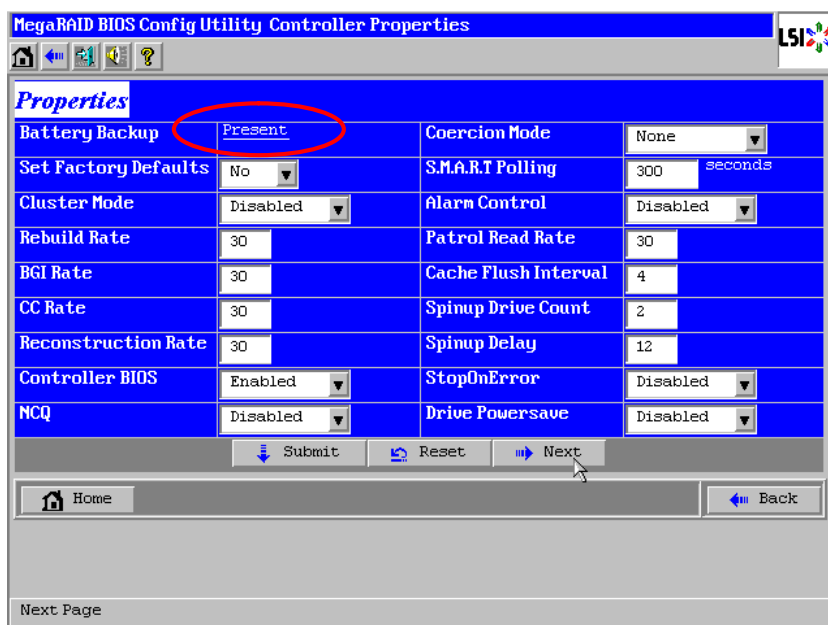 MegaRAID BIOS Config Utility Controller Properties
LSI
Properties
Battery Backup Present Coercion Mode None
Set Factory Defaults No S.M.A.R.T Polling 300 seconds
Cluster Mode Disabled Alarm Control Disabled
Rebuild Rate 30 Patrol Read Rate 30
BGI Rate 30 Cache Flush Interval 4
CC Rate 30 Spinup Drive Count 2
Reconstruction Rate 30 Spinup Delay 12
Controller BIOS Enabled StopOnError Disabled
NCQ Disabled Drive Powersave Disabled
Submit Reset Next
Home Back
Next Page